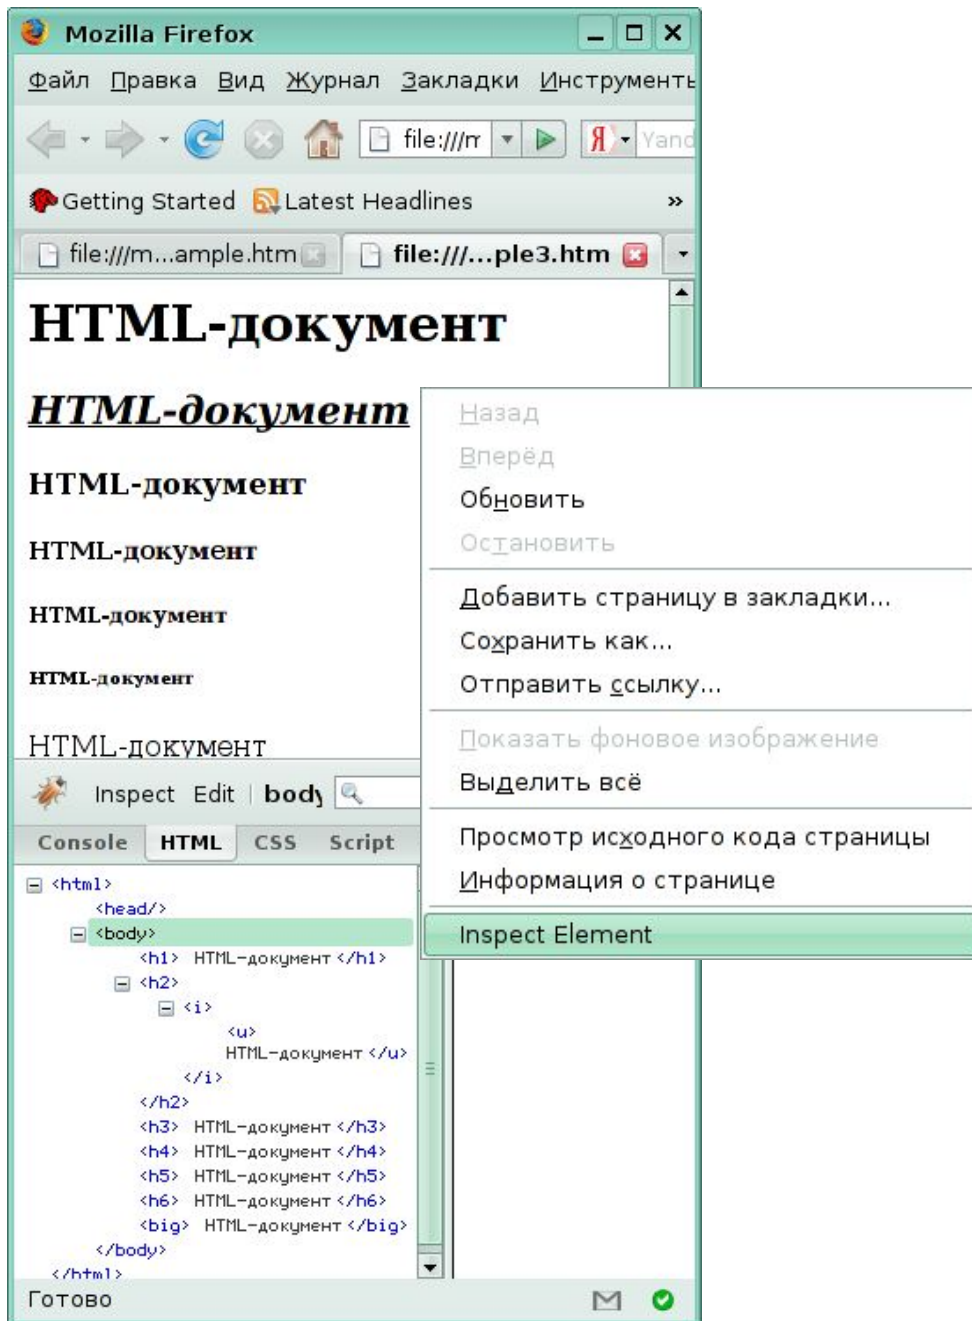 Mozilla Firefox
Файл Правка Вид Журнал Закладки Инструменты
file:///m Я Yand
Getting Started Latest Headlines »
file:///m...ample.htm file:///...ple3.htm
HTML-документ
HTML-документ
HTML-документ
HTML-документ
HTML-документ
HTML-документ
HTML-документ
Назад
Вперёд
Обновить
Остановить
Добавить страницу в закладки...
Сохранить как...
Отправить ссылку...
Показать фоновое изображение
Выделить всё
Просмотр исходного кода страницы
Информация о странице
Inspect Element
Inspect Edit | body
Console HTML CSS Script
<html>
<head/>
<body>
<h1> HTML-документ </h1>
<h2>
<i>
<u>
HTML-документ </u>
</i>
</h2>
<h3> HTML-документ </h3>
<h4> HTML-документ </h4>
<h5> HTML-документ </h5>
<h6> HTML-документ </h6>
<big> HTML-документ </big>
</body>
</html>
Готово